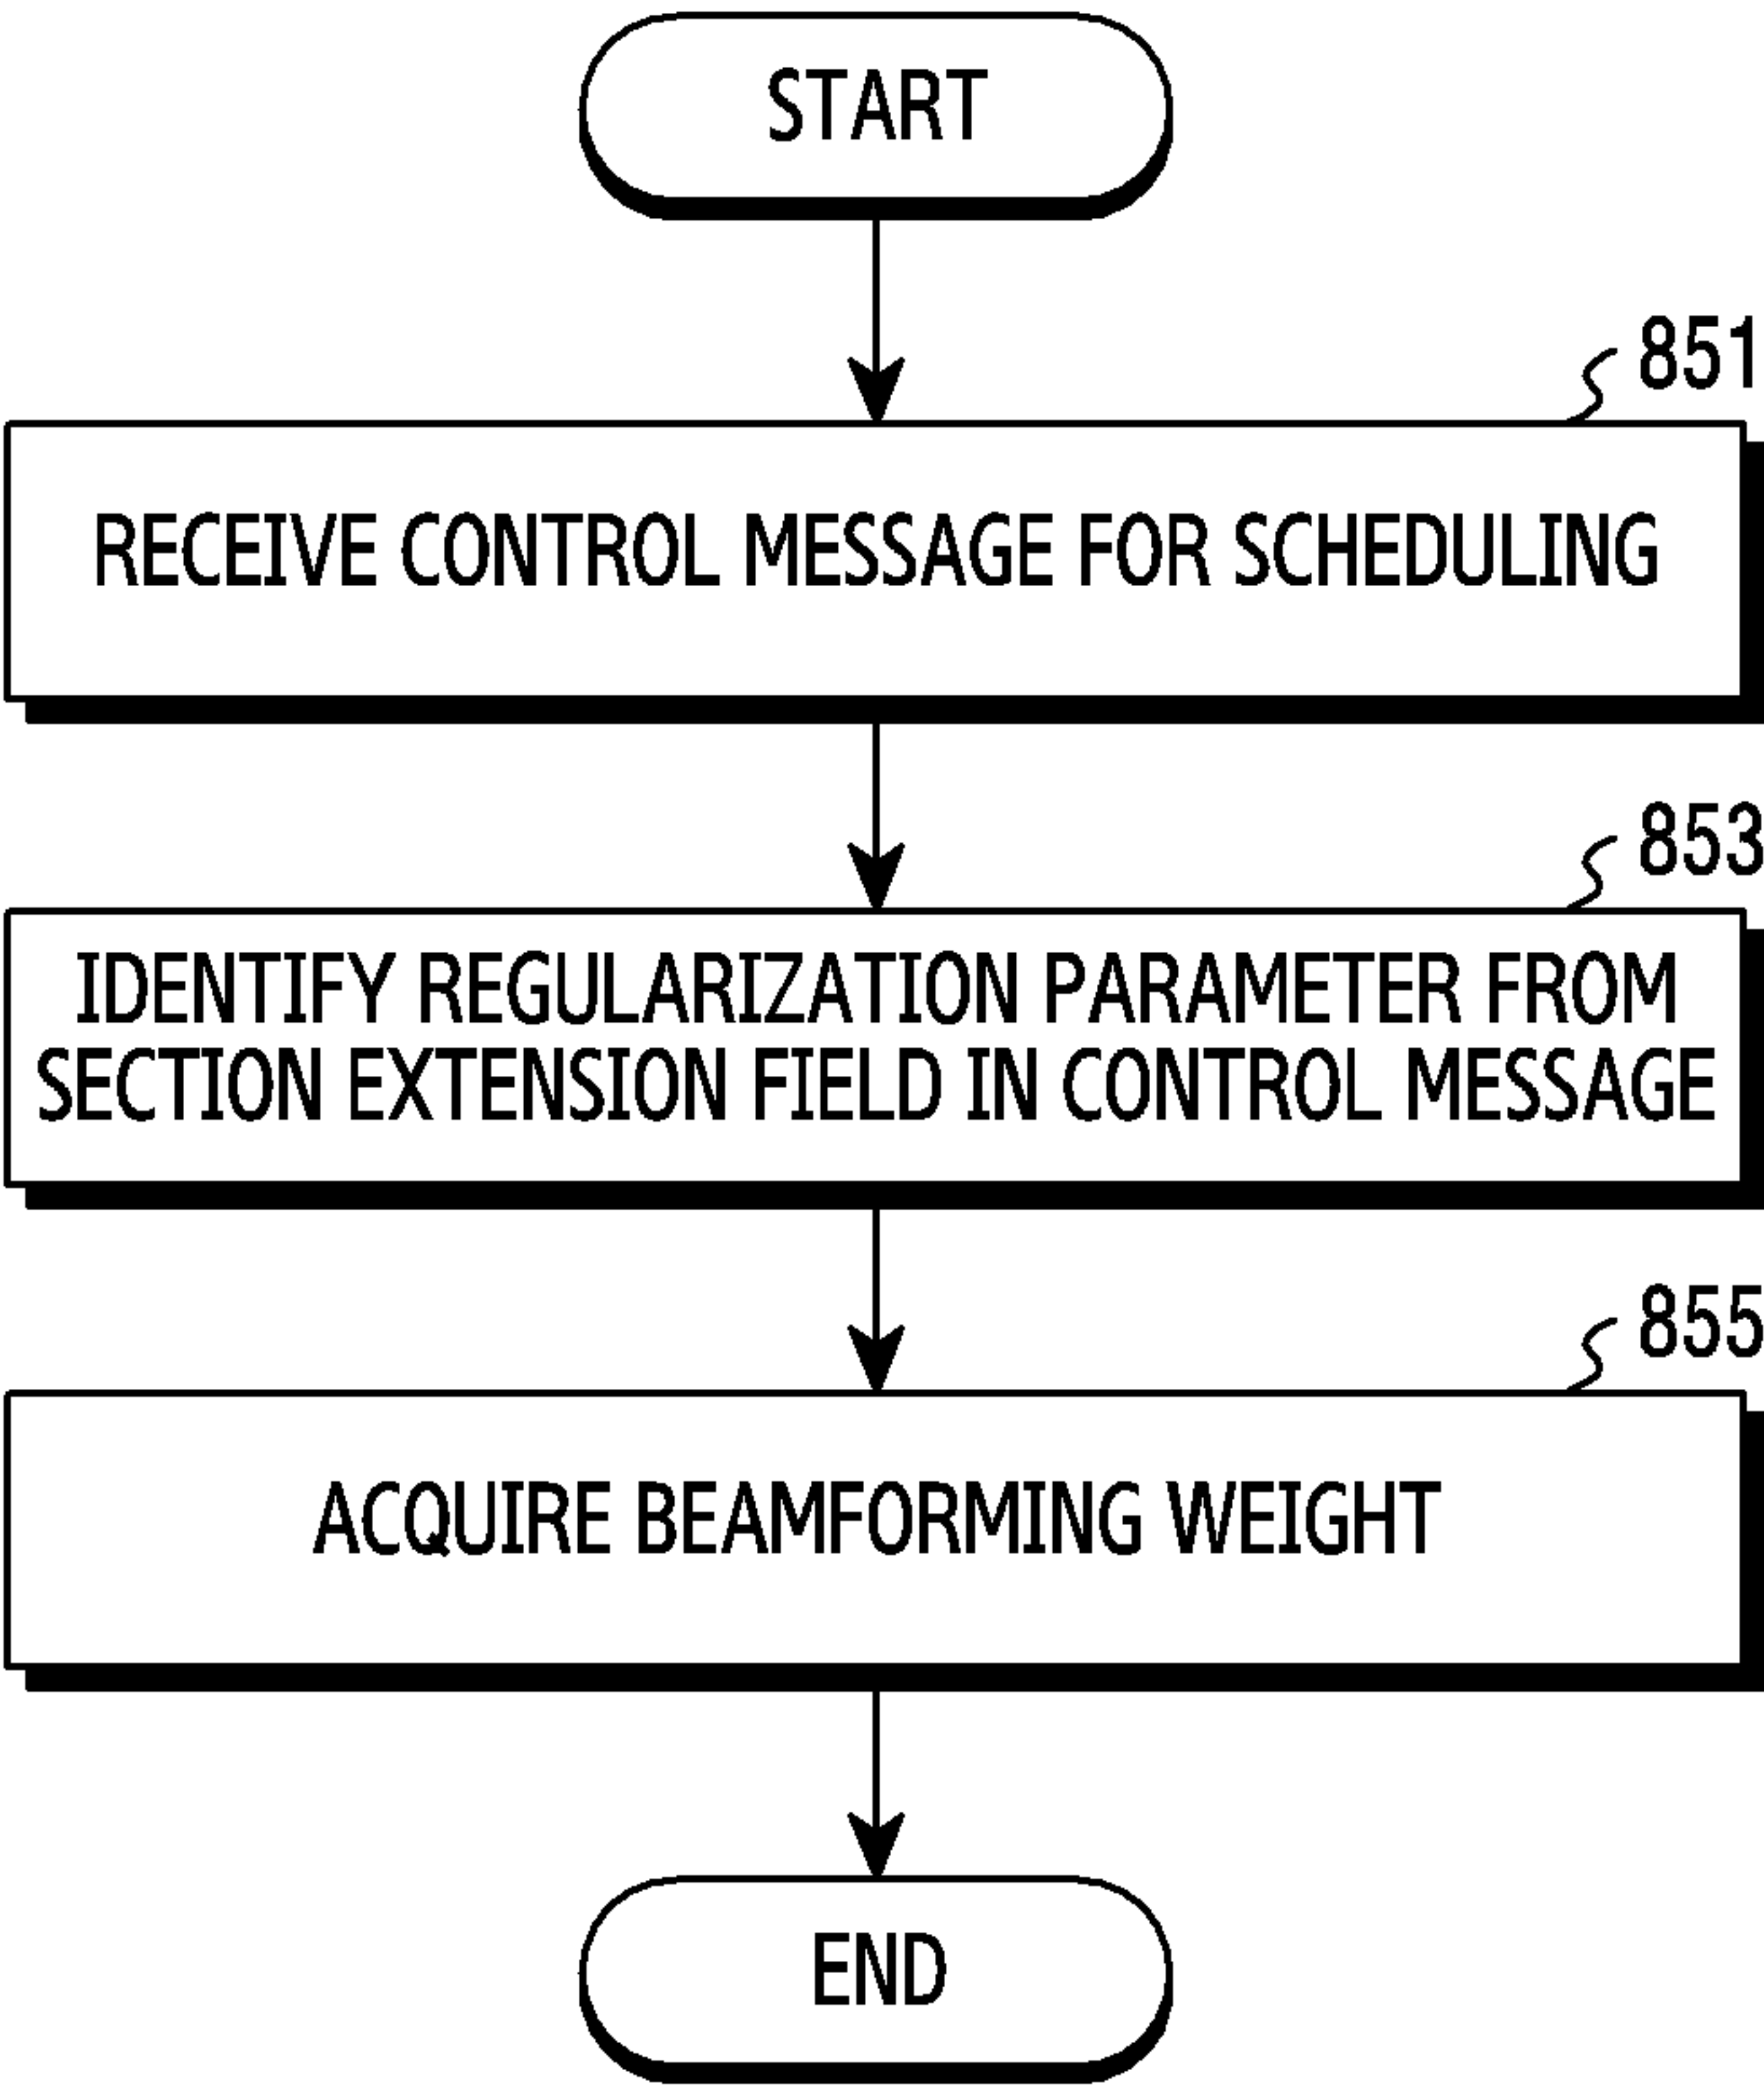 START
851
RECEIVE CONTROL MESSAGE FOR SCHEDULING
853
IDENTIFY REGULARIZATION PARAMETER FROM
SECTION EXTENSION FIELD IN CONTROL MESSAGE
855
ACQUIRE BEAMFORMING WEIGHT
END